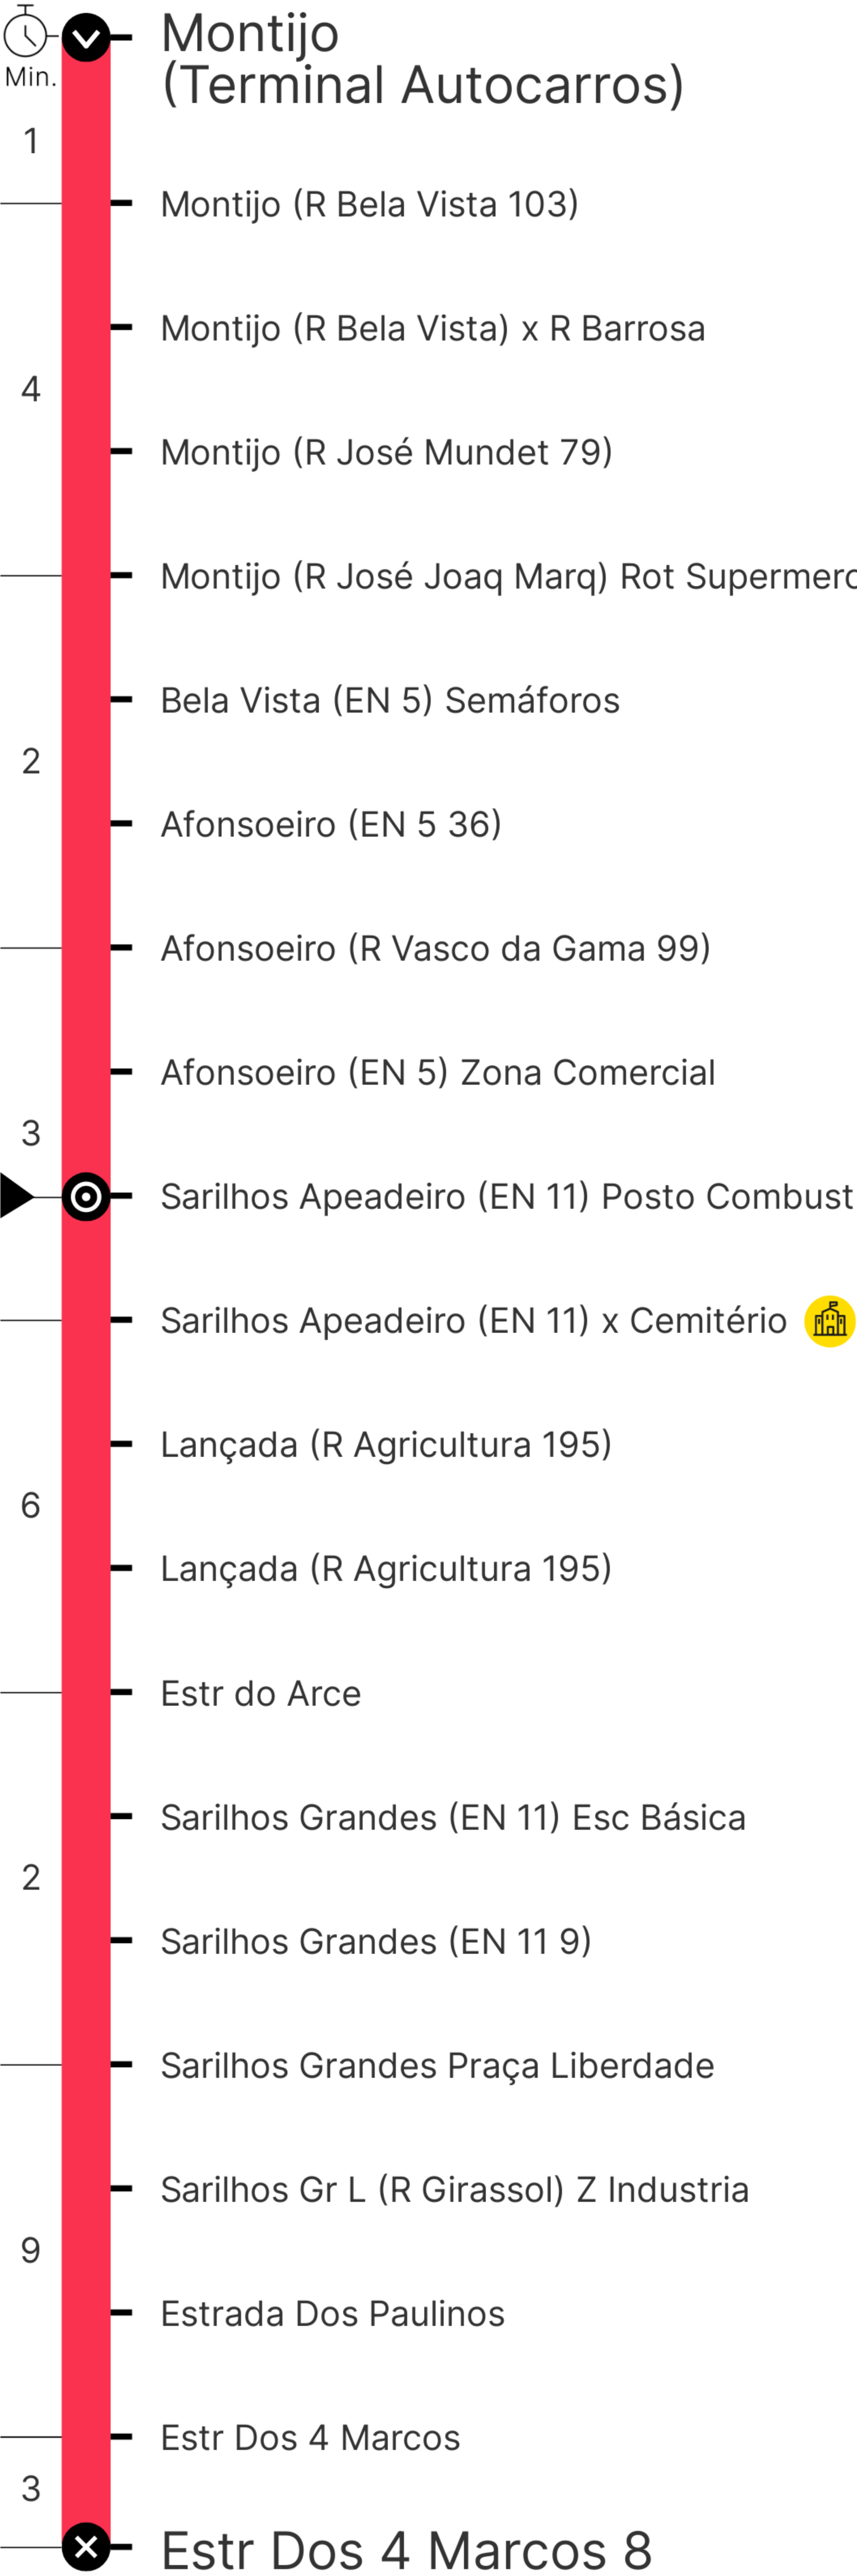 Montijo
(Terminal Autocarros)
Min.
1
Montijo (R Bela Vista 103)
Montijo (R Bela Vista) x R Barrosa
4
Montijo (R José Mundet 79)
Montijo (R José Joaq Marq) Rot Supermerc
Bela Vista (EN 5) Semáforos
2
Afonsoeiro (EN 5 36)
Afonsoeiro (R Vasco da Gama 99)
Afonsoeiro (EN 5) Zona Comercial
3
Sarilhos Apeadeiro (EN 11) Posto Combust
Sarilhos Apeadeiro (EN 11) x Cemitério
Lançada (R Agricultura 195)
6
Lançada (R Agricultura 195)
Estr do Arce
Sarilhos Grandes (EN 11) Esc Básica
2
Sarilhos Grandes (EN 11 9)
Sarilhos Grandes Praça Liberdade
Sarilhos Gr L (R Girassol) Z Industria
9
Estrada Dos Paulinos
Estr Dos 4 Marcos
3
Estr Dos 4 Marcos 8